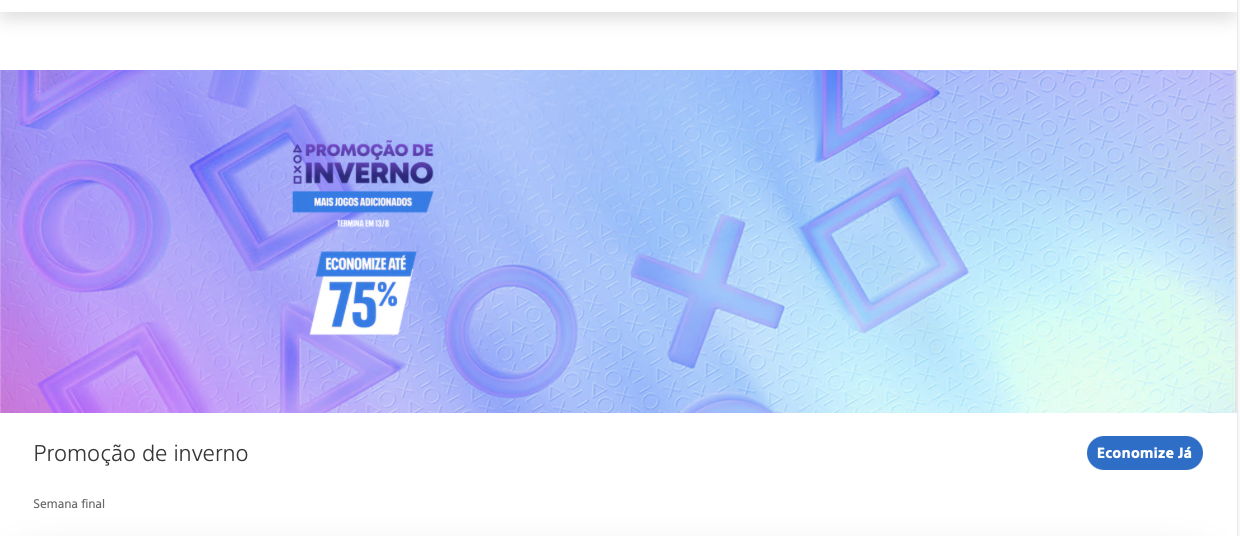 PROMOÇÃO DE
INVERNO
MAIS JOGOS ADICIONADOS
TERMINA EM 13/8
ECONOMIZE ATÉ
75%
Promoção de inverno
Economize Já
Semana final